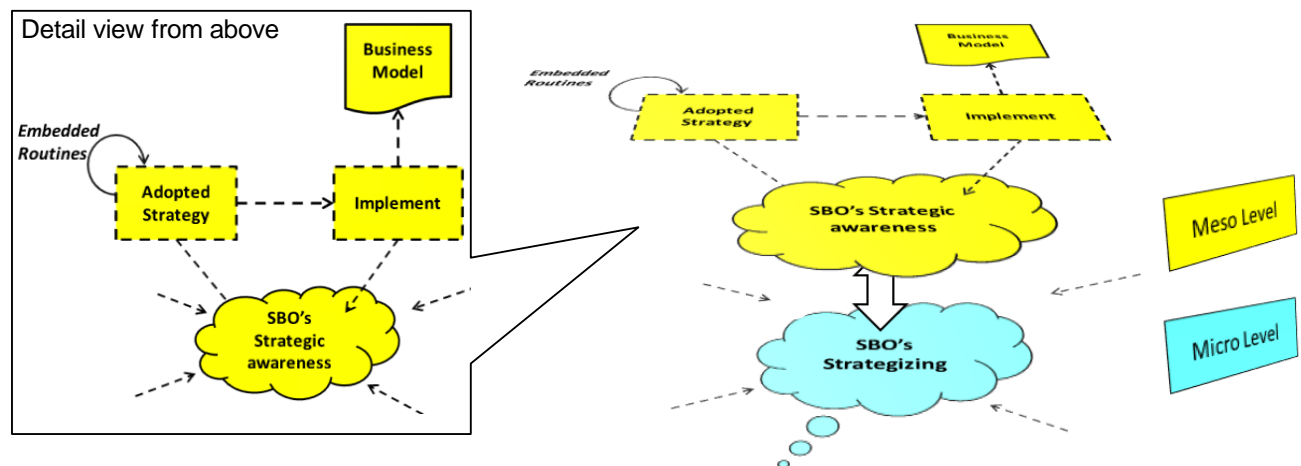 Detail view from above
Business
Model
Embedded
Routines
Adopted
Strategy
Implement
SBO's
Strategic
awareness
Business
Model
Embedded
Routines
Adopted
Strategy
Implement
SBO's Strategic
awareness
SBO's
Strategizing
Meso Level
Micro Level